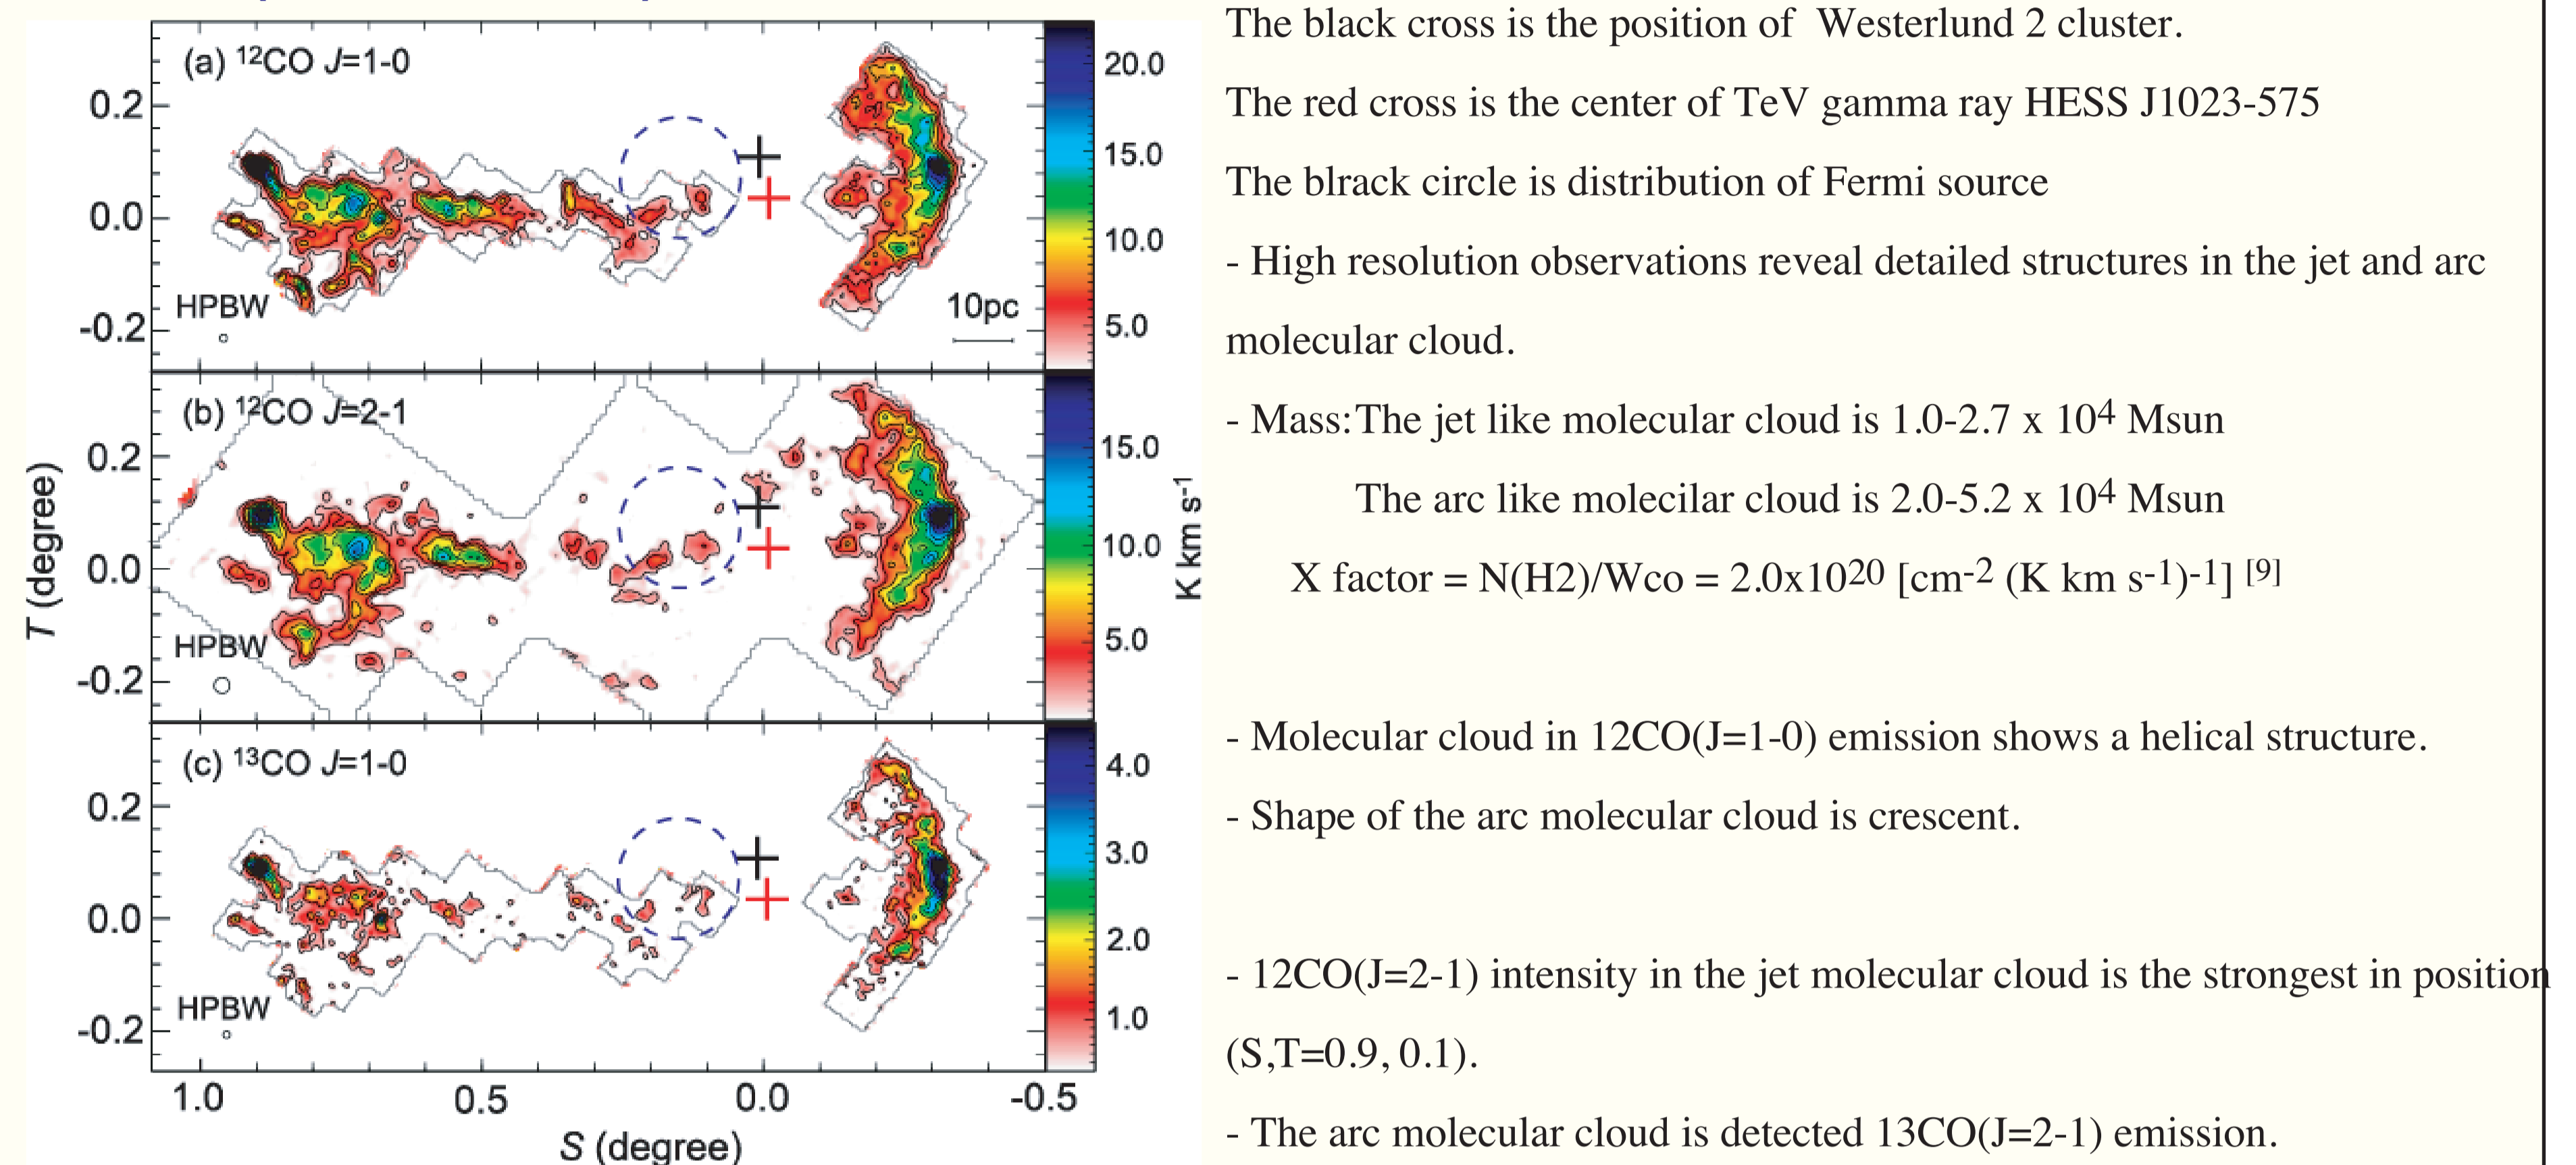 (a) 12CO J=1-0
0.2
0.0
-0.2
HPBW
10pc
20.0
15.0
10.0
5.0
(b) 12CO J=2-1
0.2
0.0
-0.2
HPBW
15.0
10.0
5.0
T (degree)
K km s-1
(c) 13CO J=1-0
0.2
0.0
-0.2
HPBW
4.0
3.0
2.0
1.0
1.0 0.5 0.0 -0.5
S (degree)
The black cross is the position of Westerlund 2 cluster.
The red cross is the center of TeV gamma ray HESS J1023-575
The blrack circle is distribution of Fermi source
- High resolution observations reveal detailed structures in the jet and arc
molecular cloud.
- Mass:The jet like molecular cloud is 1.0-2.7 x 104 Msun
The arc like molecilar cloud is 2.0-5.2 x 104 Msun
X factor = N(H2)/Wco = 2.0x1020 [cm-2 (K km s-1)-1] [9]
- Molecular cloud in 12CO(J=1-0) emission shows a helical structure.
- Shape of the arc molecular cloud is crescent.
- 12CO(J=2-1) intensity in the jet molecular cloud is the strongest in position
(S,T=0.9, 0.1).
- The arc molecular cloud is detected 13CO(J=2-1) emission.